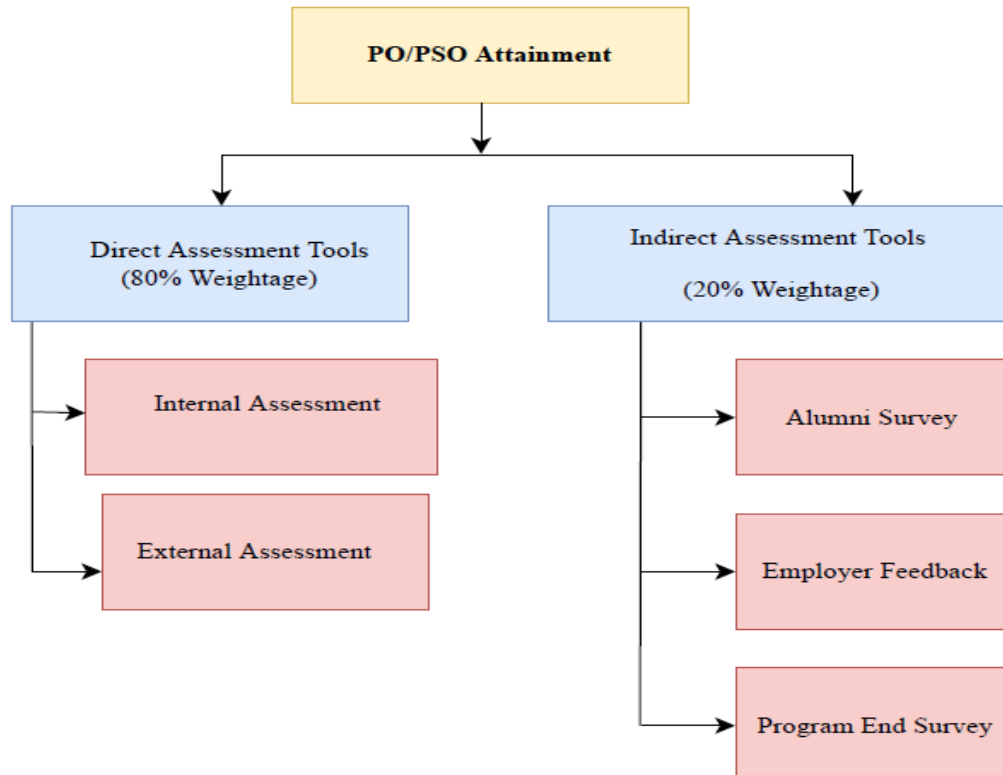 PO/PSO Attainment
Direct Assessment Tools
(80% Weightage)
Internal Assessment
External Assessment
Indirect Assessment Tools
(20% Weightage)
Alumni Survey
Employer Feedback
Program End Survey